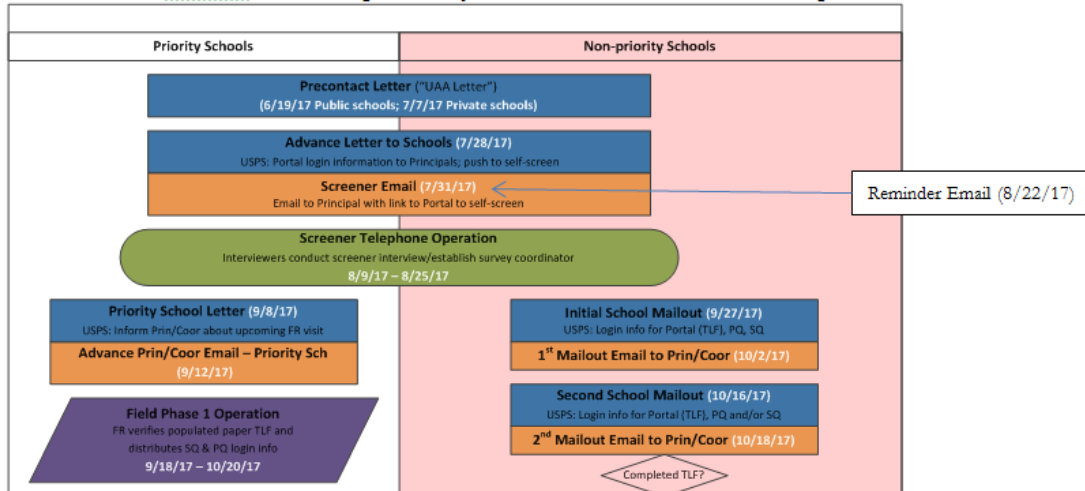 Priority Schools
Non-priority Schools
Precontact Letter ("UAA Letter")
(6/19/17 Public schools; 7/7/17 Private schools)
Advance Letter to Schools (7/28/17)
USPS: Portal login information to Principals; push to self-screen
Screener Email (7/31/17)
Email to Principal with link to Portal to self-screen
Reminder Email (8/22/17)
Screener Telephone Operation
Interviewers conduct screener interview/establish survey coordinator
8/9/17 – 8/25/17
Priority School Letter (9/8/17)
USPS: Inform Prin/Coor about upcoming FR visit
Advance Prin/Coor Email – Priority Sch
(9/12/17)
Field Phase 1 Operation
FR verifies populated paper TLF and
distributes SQ & PQ login info
9/18/17 – 10/20/17
Initial School Mailout (9/27/17)
USPS: Login info for Portal (TLF), PQ, SQ
1st Mailout Email to Prin/Coor (10/2/17)
Second School Mailout (10/16/17)
USPS: Login info for Portal (TLF), PQ and/or SQ
2nd Mailout Email to Prin/Coor (10/18/17)
Completed TLF?